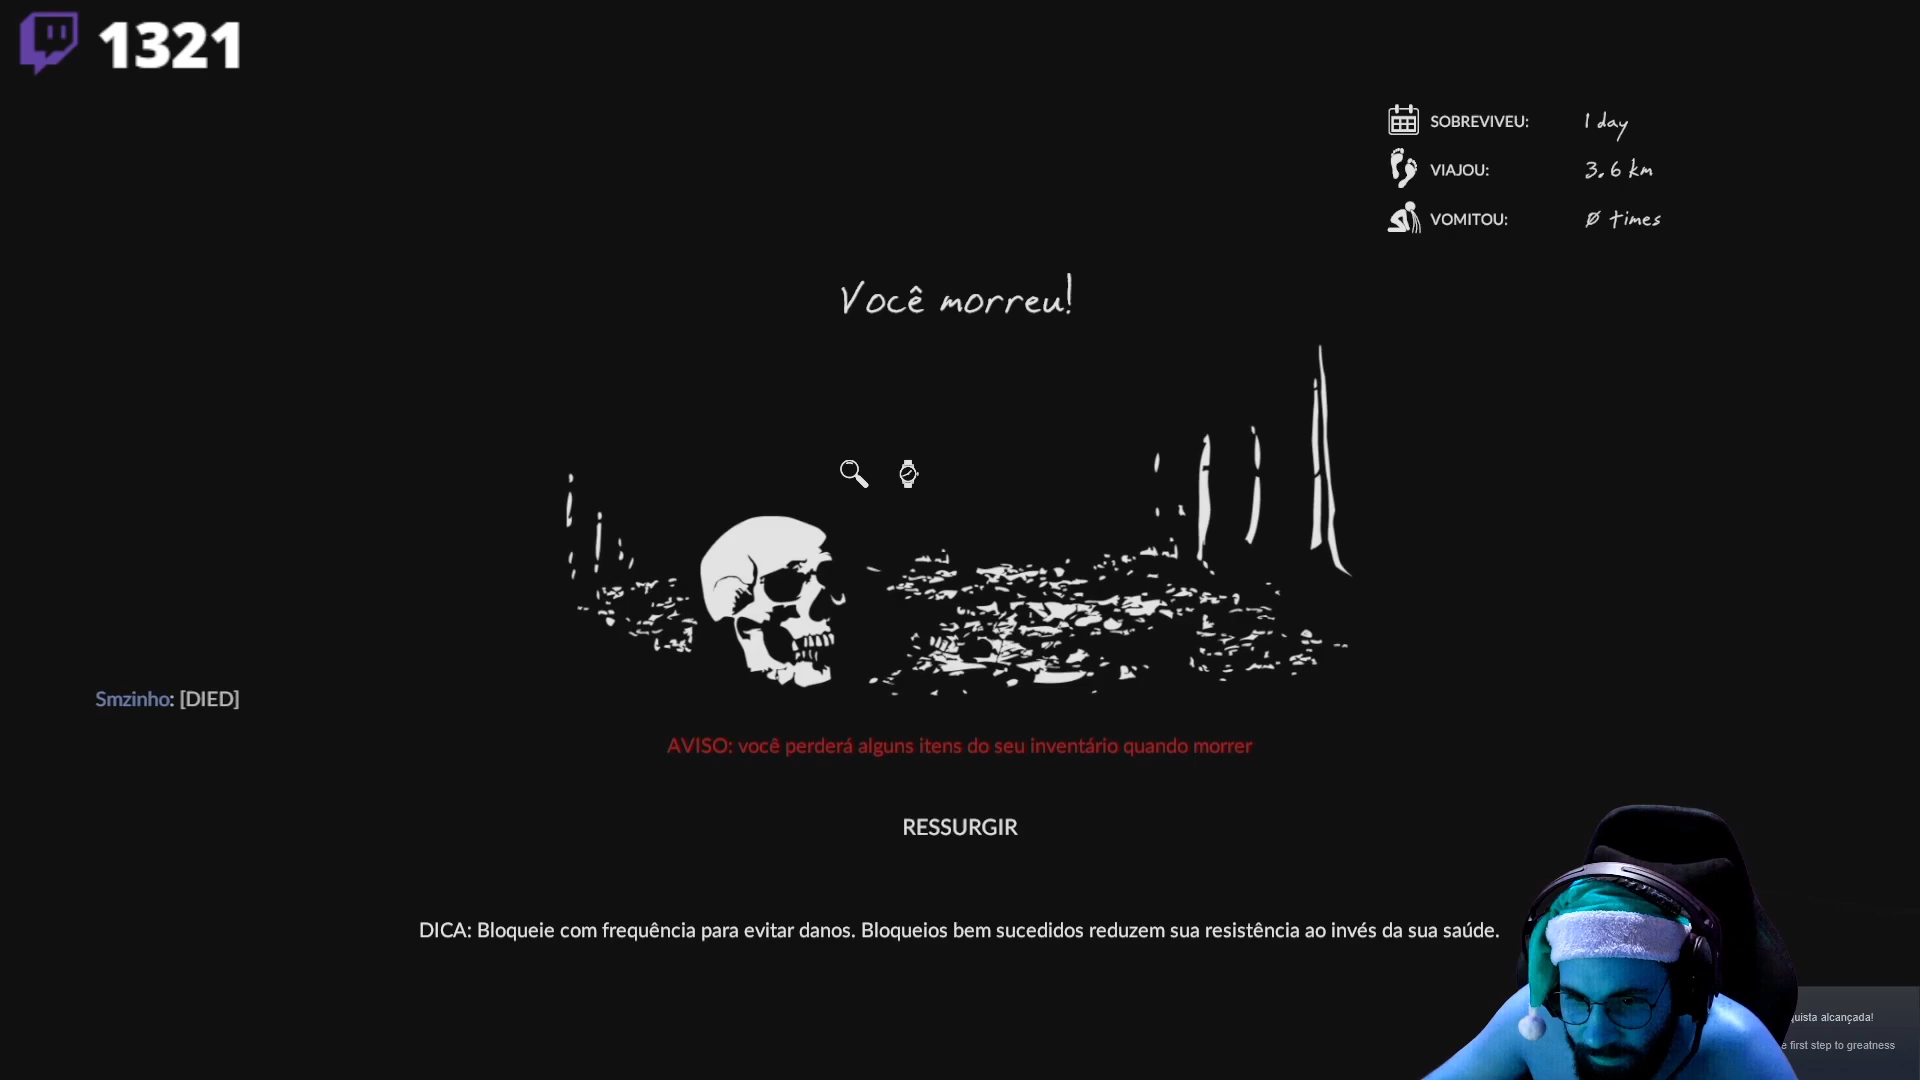 1321
SOBREVIVEU: 1 day
VIAJOU: 3.6 km
VOMITOU: 0 times
Você morreu!
Smzinho: [DIED]
AVISO: você perderá alguns itens do seu inventário quando morrer
RESSURGIR
DICA: Bloqueie com frequência para evitar danos. Bloqueios bem sucedidos reduzem sua resistência ao invés da sua saúde.
alcançada!
first step to greatness